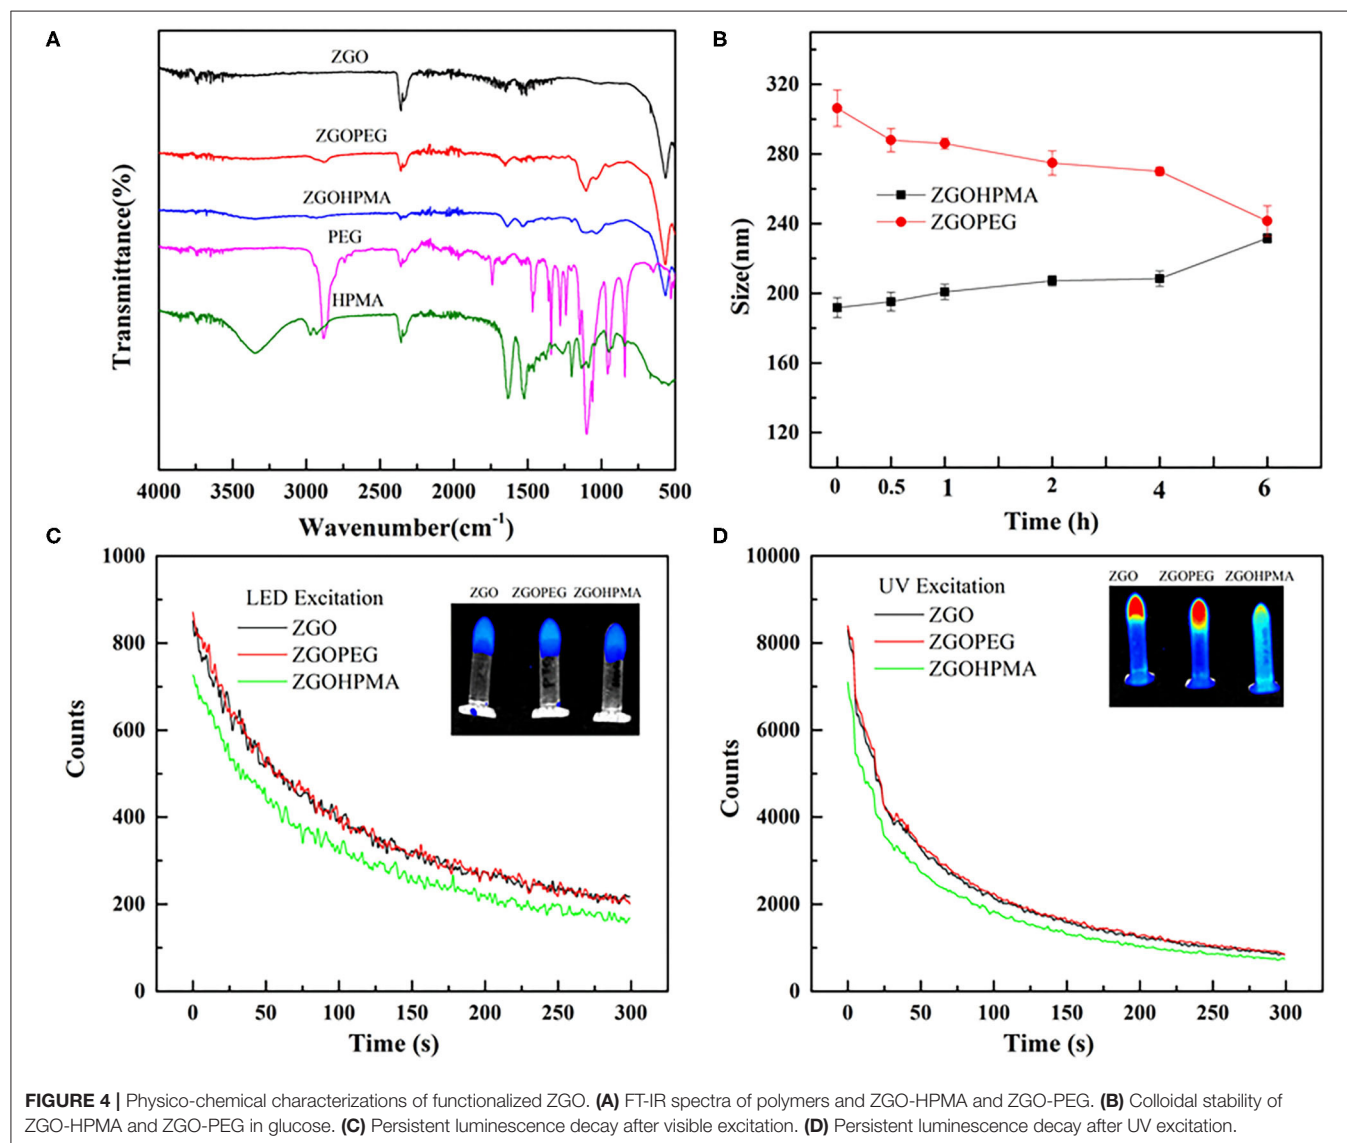 A
ZGO
ZGOPEG
ZGOHPMA
PEG
HPMA
Transmittance(%)
4000 3500 3000 2500 2000 1500 1000 500
Wavenumber(cm-1)
B
320
280
240
200
160
120
Size(nm)
ZGOHPMA
ZGOPEG
0 0.5 1 2 4 6
Time (h)
C
1000
800
600
400
200
0
Counts
LED Excitation
ZGO
ZGOPEG
ZGOHPMA
ZGO ZGOPEG ZGOHPMA
0 50 100 150 200 250 300
Time (s)
D
10000
8000
6000
4000
2000
0
Counts
UV Excitation
ZGO
ZGOPEG
ZGOHPMA
ZGO ZGOPEG ZGOHPMA
0 50 100 150 200 250 300
Time (s)
FIGURE 4 | Physico-chemical characterizations of functionalized ZGO. (A) FT-IR spectra of polymers and ZGO-HPMA and ZGO-PEG. (B) Colloidal stability of
ZGO-HPMA and ZGO-PEG in glucose. (C) Persistent luminescence decay after visible excitation. (D) Persistent luminescence decay after UV excitation.